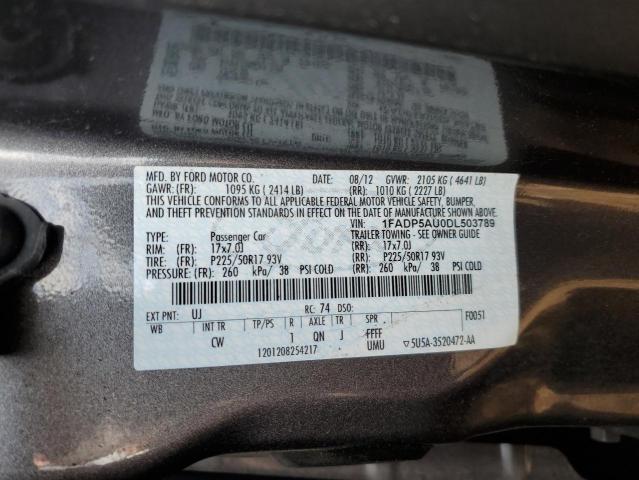 MFD. BY FORD MOTOR CO. DATE: 08/12 GVWR: 2105 KG ( 4641 LB)
GAWR: (FR): 1095 KG ( 2414 LB) (RR): 1010 KG ( 2227 LB)
THIS VEHICLE CONFORMS TO ALL APPLICABLE FEDERAL MOTOR VEHICLE SAFETY, BUMPER,
AND THEFT PREVENTION STANDARDS IN EFFECT ON THE DATE OF MANUFACTURE SHOWN ABOVE.
VIN: 1FADP5AU0DL503789
TYPE: Passenger Car TRAILER TOWING - SEE OWNER GUIDE
RIM: (FR): 17x7.0J (RR): 17x7.0J
TIRE: (FR): P225/50R17 93V (RR): P225/50R17 93V
PRESSURE: (FR) 260 kPa/ 38 PSI COLD (RR): 260 kPa/ 38 PSI COLD
EXT PNT: UJ RC: 74 DSO: F0051
WB INT TR TP/PS R AXLE TR SPR
CW 1 QN J FFFF
1201208254217 UMU ▽5U5A-3520472-AA